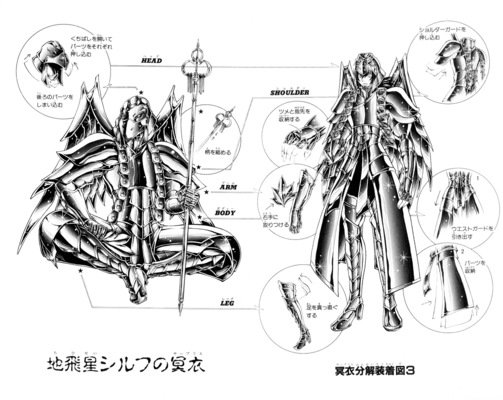 くちばしを開いて
パーツをそれぞれ
押し込む
後ろのパーツを
しまい込む
HEAD
SHOULDER
ARM
BODY
LEG
柄を縮める
ショルダーガードを
押し込む
ツメと拍馬を
収納する
右手に
取りつける
ウエストガードを
引き出す
パーツを
収納
足を真っ直ぐ
する
地飛星シルフの冥衣
冥衣分解装着図3